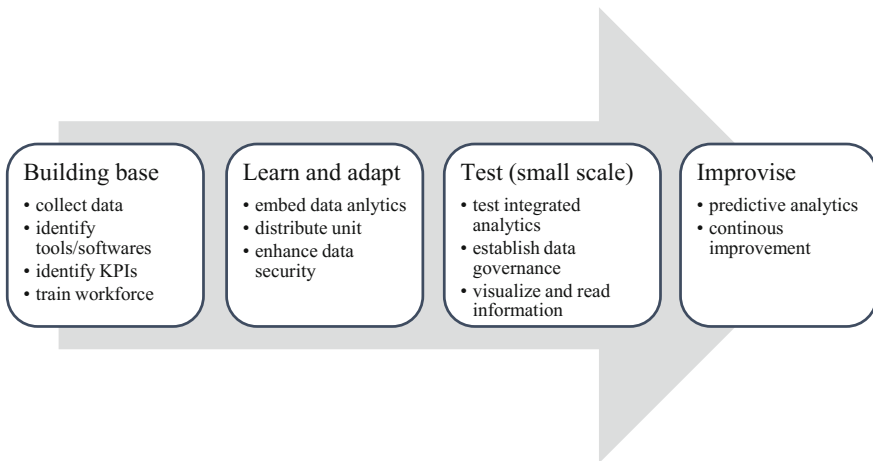 Building base
• collect data
• identify
tools/softwares
• identify KPIs
• train workforce
Learn and adapt
• embed data anlytics
• distribute unit
• enhance data
security
Test (small scale)
• test integrated
analytics
• establish data
governance
• visualize and read
information
Improvise
• predictive analytics
• continous
improvement